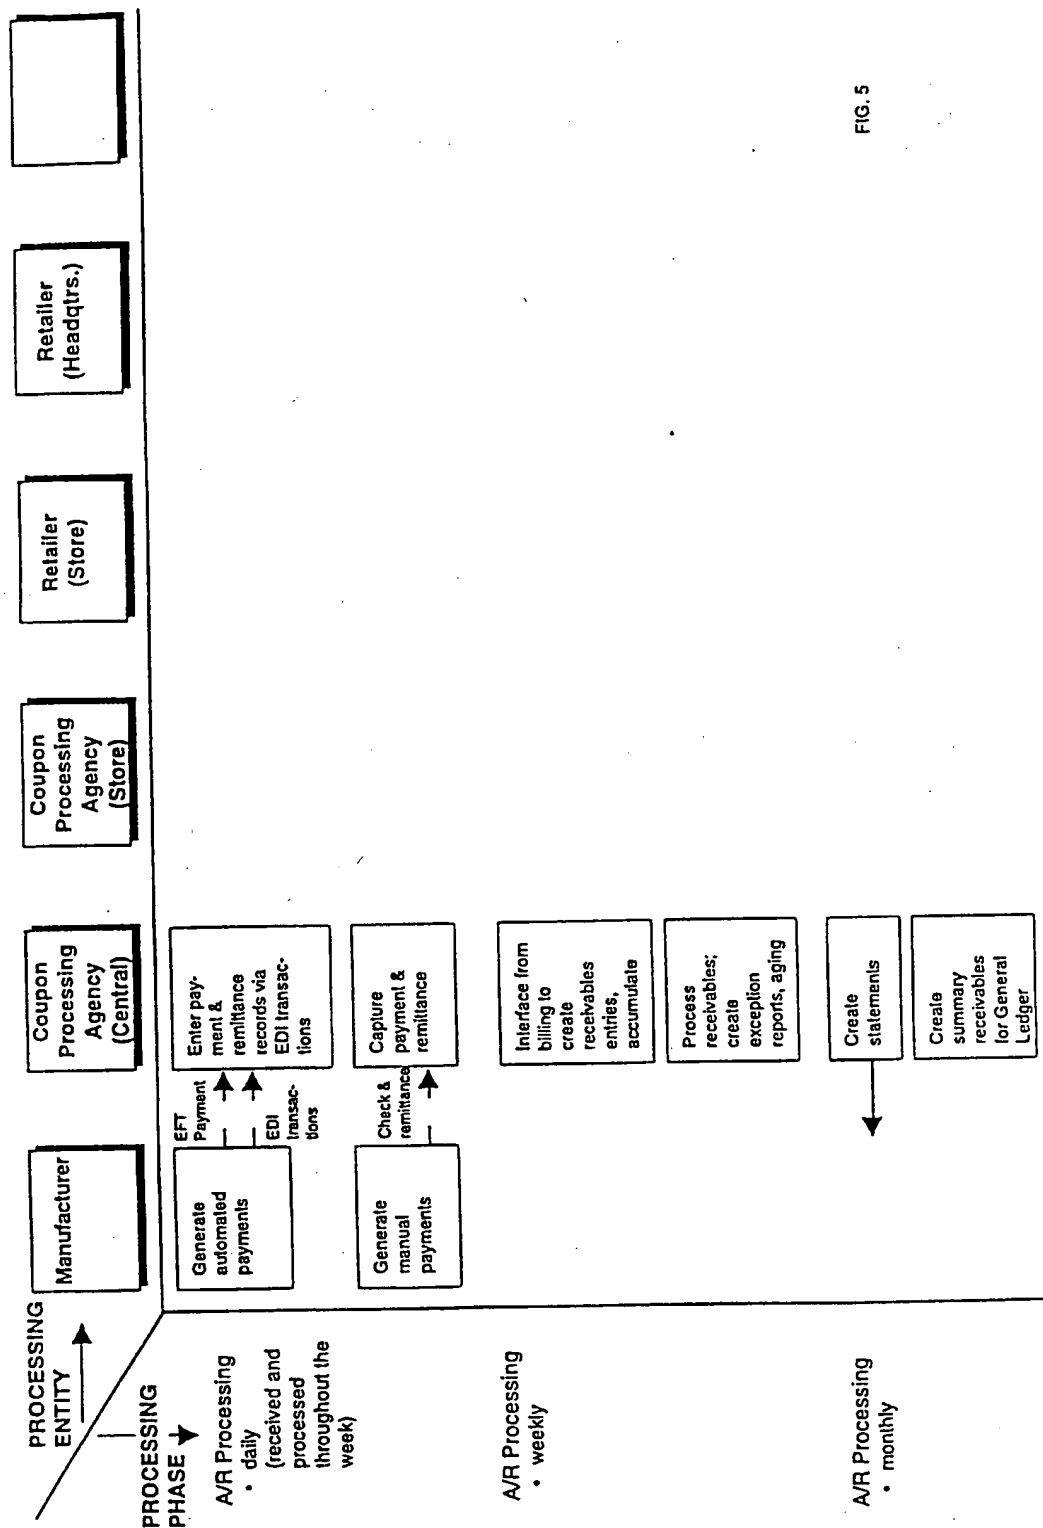 PROCESSING
ENTITY
PROCESSING
PHASE
Manufacturer
Coupon
Processing
Agency
(Central)
Coupon
Processing
Agency
(Store)
Retailer
(Store)
Retailer
(Headqtrs.)
A/R Processing
• daily
(received and
processed
throughout the
week)
Generate
automated
payments
EFT
Payment
EDI
transac-
tions
Enter pay-
ment &
remittance
records via
EDI transac-
tions
Generate
manual
payments
Check &
remittance
Capture
payment &
remittance
A/R Processing
• weekly
Interface from
billing to
create
receivables
entries,
accumulate
Process
receivables;
create
exception
reports, aging
A/R Processing
• monthly
Create
statements
Create
summary
receivables
for General
Ledger
FIG. 5